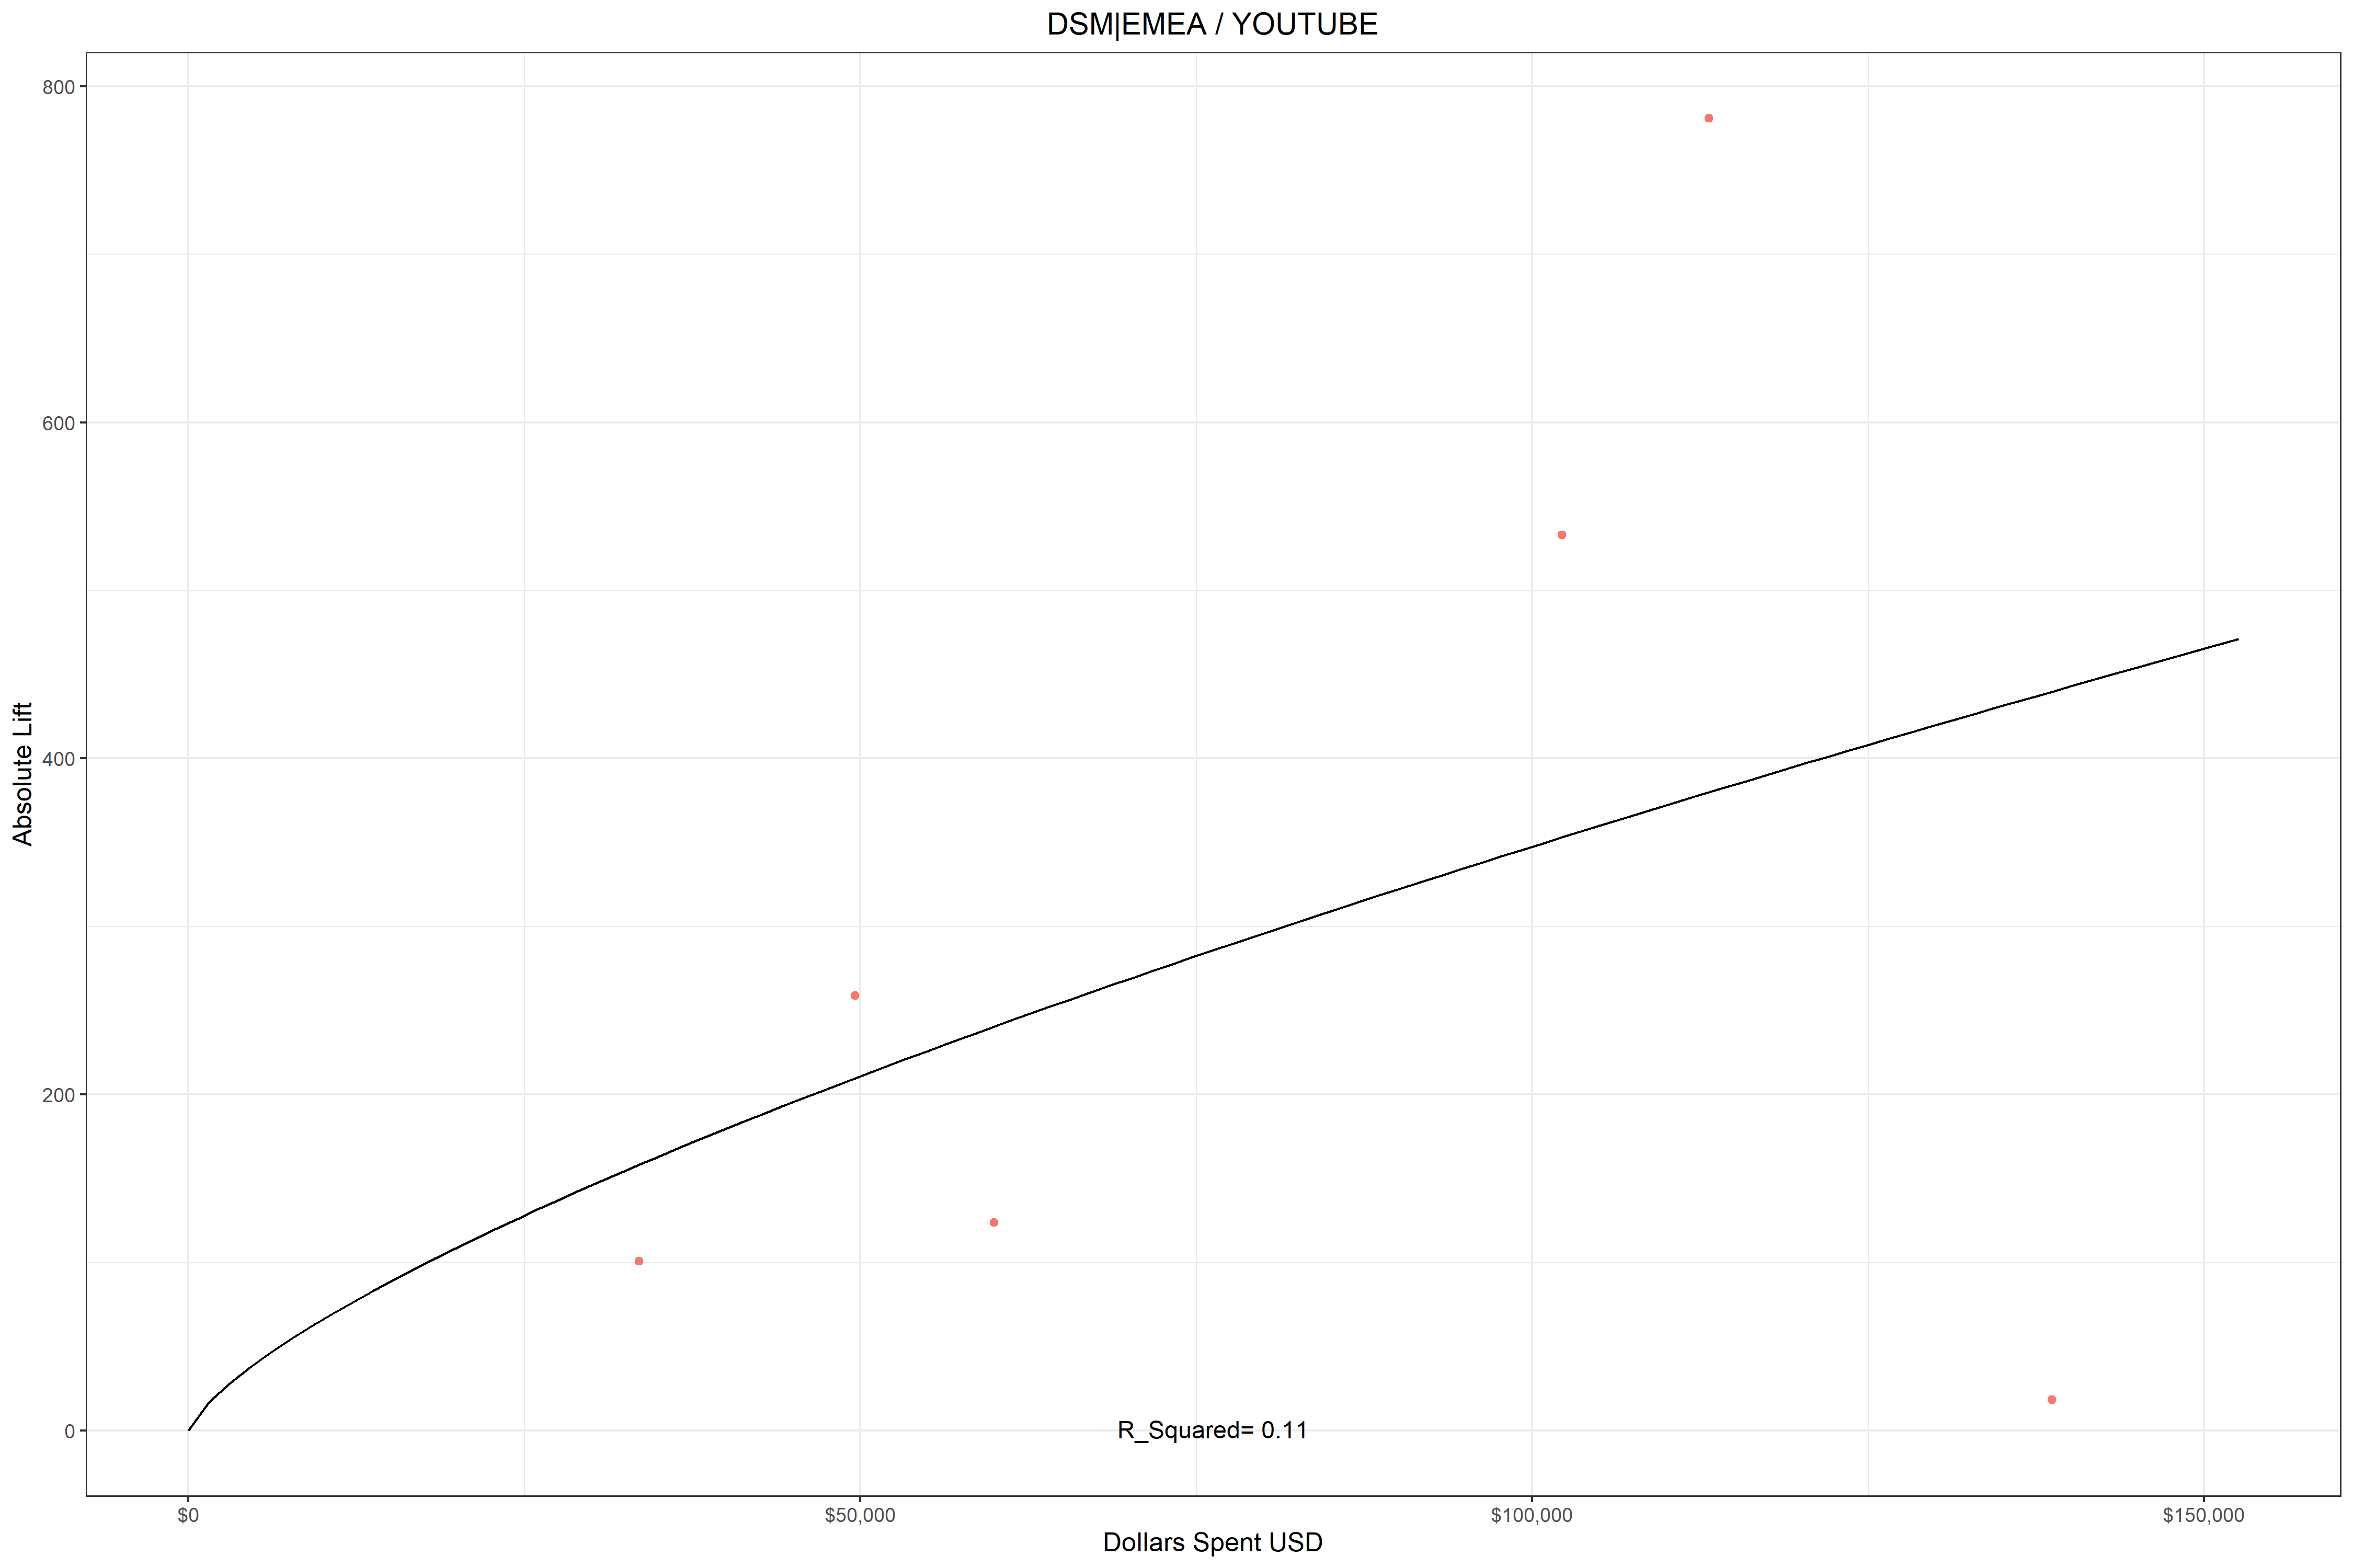 DSM|EMEA / YOUTUBE
800
600
400
200
0
Absolute Lift
R_Squared= 0.11
$0
$50,000
$100,000
$150,000
Dollars Spent USD